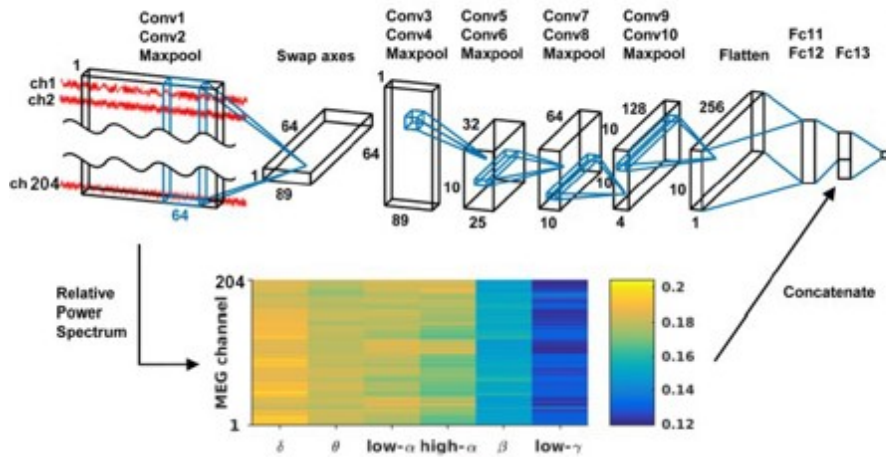 Conv1
Conv2
Maxpool
Swap axes
Conv3
Conv4
Maxpool
Conv5
Conv6
Maxpool
Conv7
Conv8
Maxpool
Conv9
Conv10
Maxpool
Flatten
Fc11
Fc12
Fc13
1
ch1
ch2
ch 204
64
64
1
89
1
64
89
32
10
25
64
10
10
10
128
10
4
256
10
1
Relative
Power
Spectrum
204
MEG channel
1
δ θ low-α high-α β low-γ
0.2
0.18
0.16
0.14
0.12
Concatenate